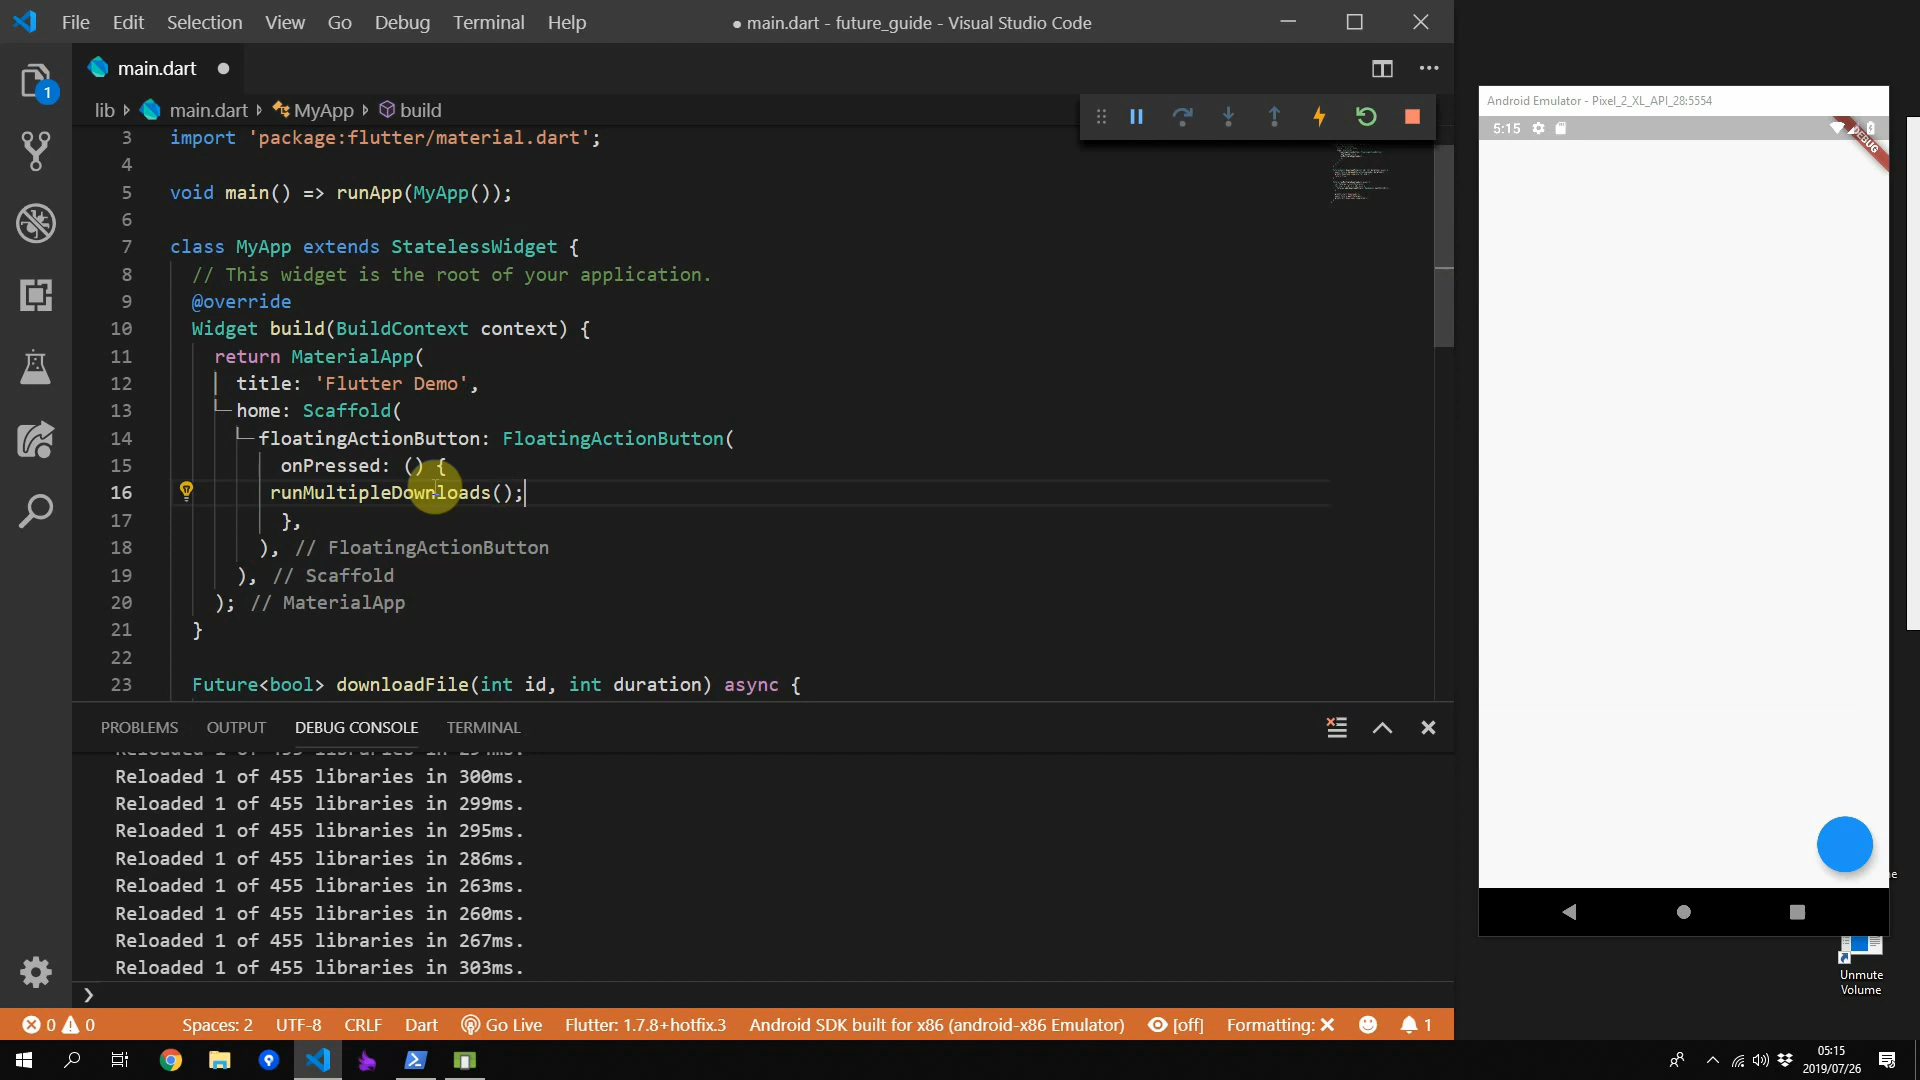 File Edit Selection View Go Debug Terminal Help
● main.dart - future_guide - Visual Studio Code
main.dart
lib main.dart MyApp build
1
3 import 'package:flutter/material.dart';
4
5 void main() => runApp(MyApp());
6
7 class MyApp extends StatelessWidget {
8 // This widget is the root of your application.
9 @override
10 Widget build(BuildContext context) {
11 return MaterialApp(
12 title: 'Flutter Demo',
13 home: Scaffold(
14 floatingActionButton: FloatingActionButton(
15 onPressed: () {
16 runMultipleDownloads();
17 },
18 ), // FloatingActionButton
19 ), // Scaffold
20 ); // MaterialApp
21 }
22
23 Future<bool> downloadFile(int id, int duration) async {
PROBLEMS OUTPUT DEBUG CONSOLE TERMINAL
Reloaded 1 of 455 libraries in 300ms.
Reloaded 1 of 455 libraries in 299ms.
Reloaded 1 of 455 libraries in 295ms.
Reloaded 1 of 455 libraries in 286ms.
Reloaded 1 of 455 libraries in 263ms.
Reloaded 1 of 455 libraries in 260ms.
Reloaded 1 of 455 libraries in 267ms.
Reloaded 1 of 455 libraries in 303ms.
0 0 Spaces: 2 UTF-8 CRLF Dart Go Live Flutter: 1.7.8+hotfix.3 Android SDK built for x86 (android-x86 Emulator) [off] Formatting: 1
Android Emulator - Pixel_2_XL_API_28:5554
5:15
DEBUG
Unmute
Volume
05:15
2019/07/26